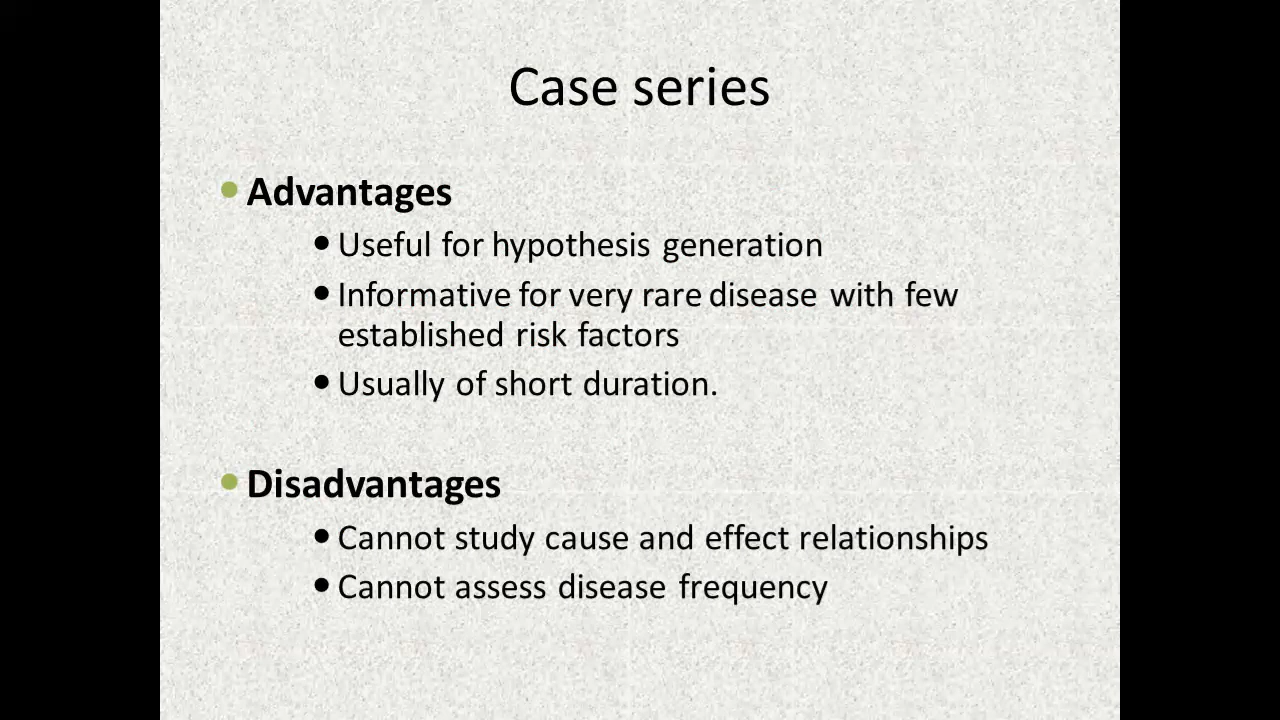 Case series
Advantages
Useful for hypothesis generation
Informative for very rare disease with few
established risk factors
Usually of short duration.
Disadvantages
Cannot study cause and effect relationships
Cannot assess disease frequency